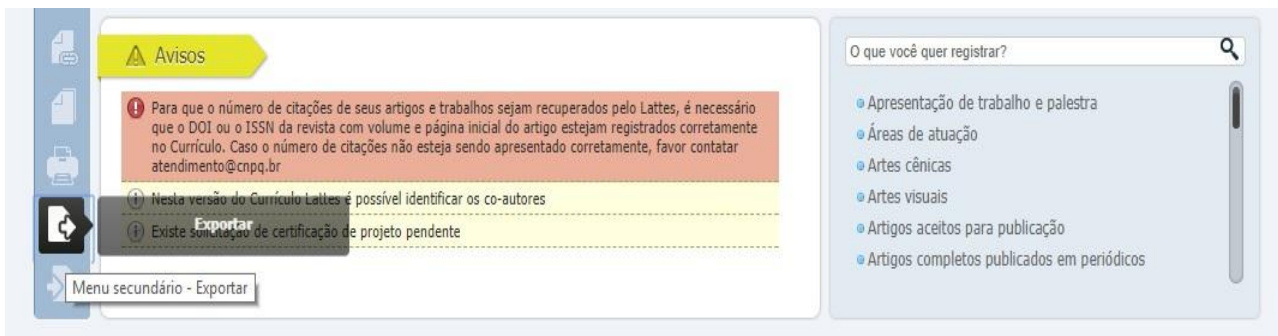 Avisos
Para que o número de citações de seus artigos e trabalhos sejam recuperados pelo Lattes, é necessário
que o DOI ou o ISSN da revista com volume e página inicial do artigo estejam registrados corretamente
no Currículo. Caso o número de citações não esteja sendo apresentado corretamente, favor contatar
atendimento@cnpq.br
Nesta versão do Currículo Lattes é possível identificar os co-autores
Exportar
Existe solicitação de certificação de projeto pendente
Menu secundário - Exportar
O que você quer registrar?
Apresentação de trabalho e palestra
Áreas de atuação
Artes cênicas
Artes visuais
Artigos aceitos para publicação
Artigos completos publicados em periódicos